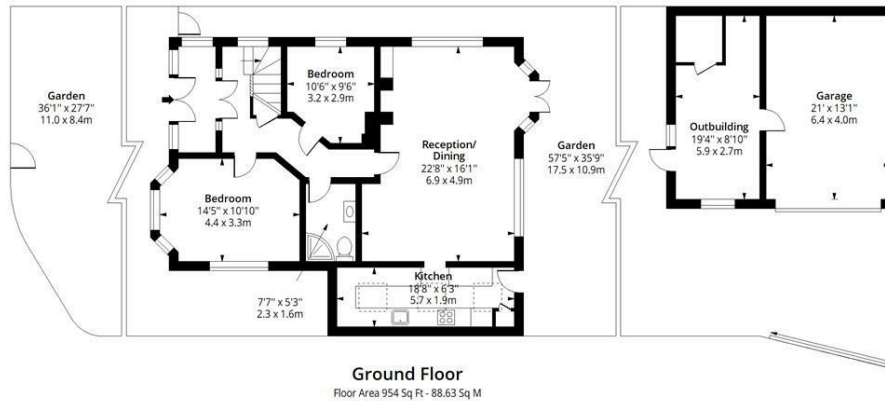 Garden
36'1" x 27'7"
11.0 x 8.4m
Bedroom
10'6" x 9'6"
3.2 x 2.9m
Reception/
Dining
22'8" x 16'1"
6.9 x 4.9m
Bedroom
14'5" x 10'10"
4.4 x 3.3m
7'7" x 5'3"
2.3 x 1.6m
Kitchen
18'8" x 6'3"
5.7 x 1.9m
Garden
57'5" x 35'9"
17.5 x 10.9m
Outbuilding
19'4" x 8'10"
5.9 x 2.7m
Garage
21' x 13'1"
6.4 x 4.0m
Ground Floor
Floor Area 954 Sq Ft - 88.63 Sq M